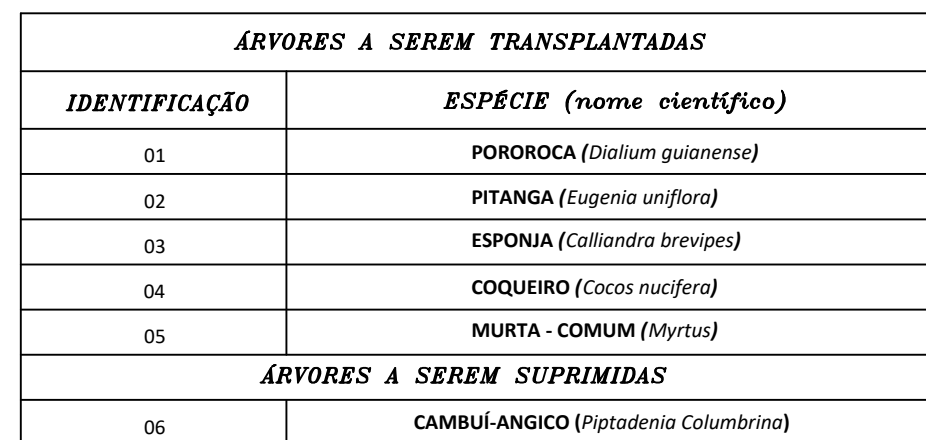 ÁRVORES A SEREM TRANSPLANTADAS
IDENTIFICAÇÃO ESPÉCIE (nome científico)
01 POROROCA (Dialium guianense)
02 PITANGA (Eugenia uniflora)
03 ESPONJA (Calliandra brevipes)
04 COQUEIRO (Cocos nucifera)
05 MURTA - COMUM (Myrtus)
ÁRVORES A SEREM SUPRIMIDAS
06 CAMBUÍ-ANGICO (Piptadenia Columbrina)